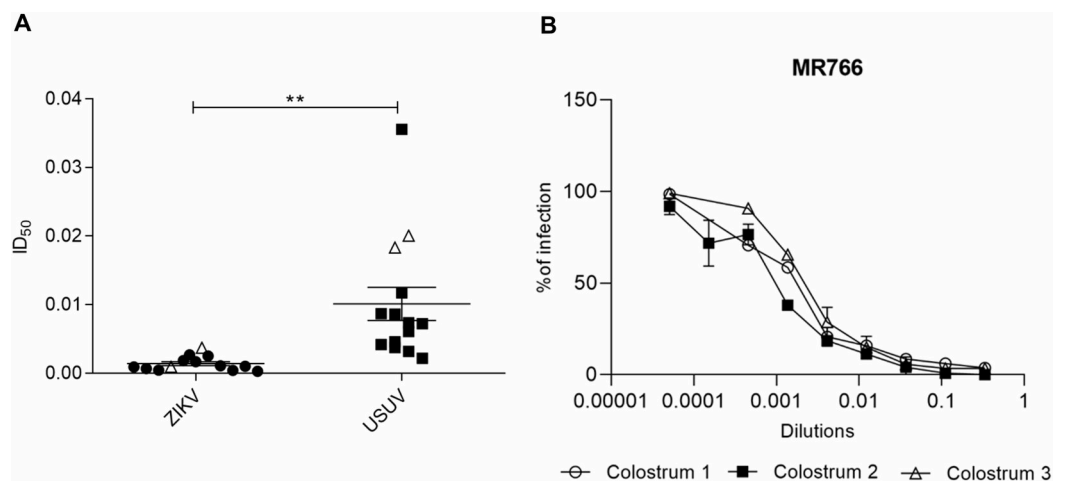 A
ID50
0.04
0.03
0.02
0.01
0.00
**
ZIKV
USUV
B
MR766
% of infection
150
100
50
0
0.00001 0.0001 0.001 0.01 0.1 1
Dilutions
Colostrum 1 Colostrum 2 Colostrum 3